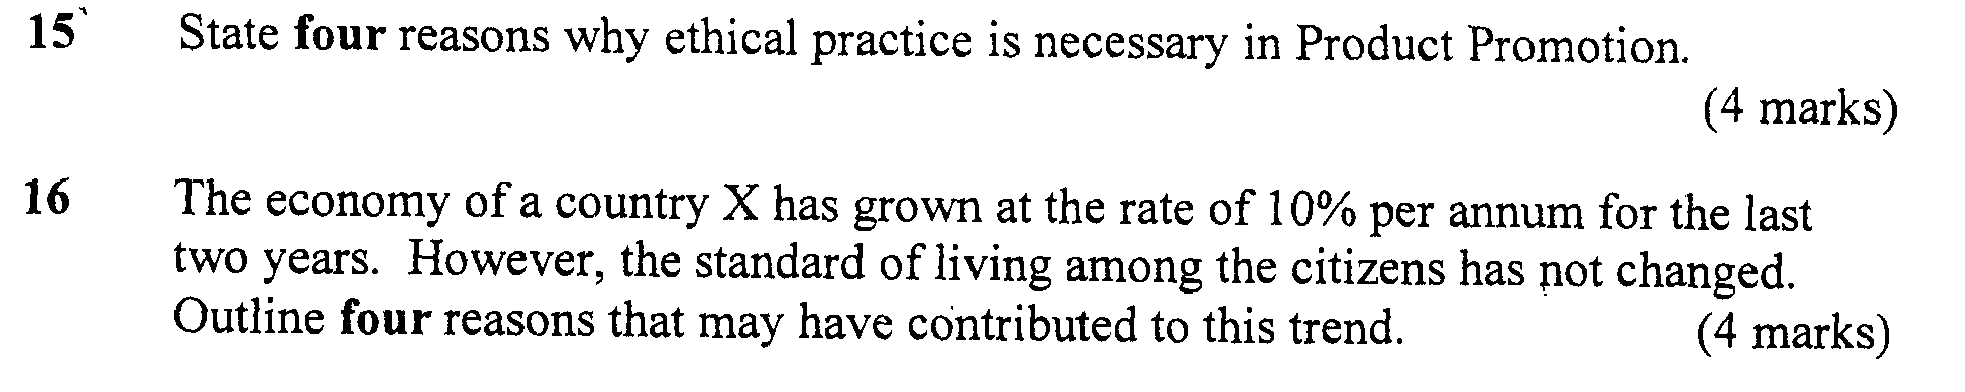 15 State four reasons why ethical practice is necessary in Product Promotion.
(4 marks)
16 The economy of a country X has grown at the rate of 10% per annum for the last
two years. However, the standard of living among the citizens has not changed.
Outline four reasons that may have contributed to this trend. (4 marks)